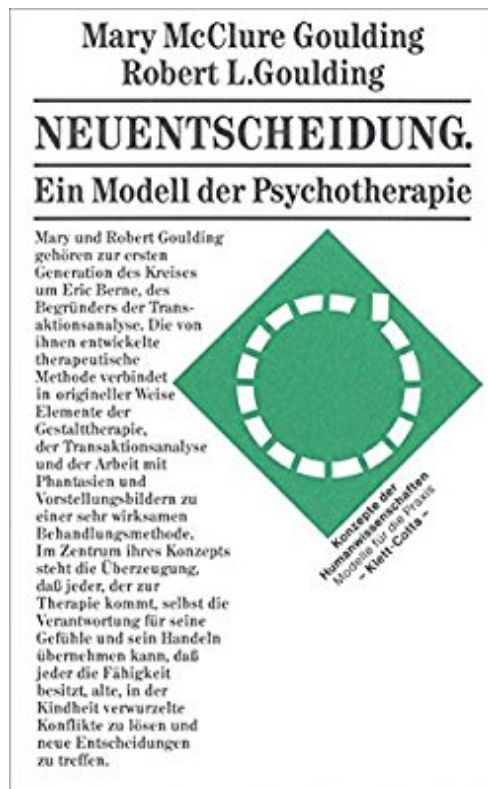 Mary McClure Goulding
Robert L.Goulding
NEUENTSCHEIDUNG.
Ein Modell der Psychotherapie
Mary und Robert Goulding
gehören zur ersten
Generation des Kreises
um Eric Berne, des
Begründers der Trans-
aktionsanalyse. Die von
ihnen entwickelte
therapeutische
Methode verbindet
in origineller Weise
Elemente der
Gestalttherapie,
der Transaktionsanalyse
und der Arbeit mit
Phantasien und
Vorstellungsbildern zu
einer sehr wirksamen
Behandlungsmethode.
Im Zentrum ihres Konzepts
steht die Überzeugung,
daß jeder, der zur
Therapie kommt, selbst die
Verantwortung für seine
Gefühle und sein Handeln
übernehmen kann, daß
jeder die Fähigkeit
besitzt, alte, in der
Kindheit verwurzelte
Konflikte zu lösen und
neue Entscheidungen
zu treffen.
Konzepte der
Humanwissenschaften
Modelle für die Praxis
– Klett-Cotta –